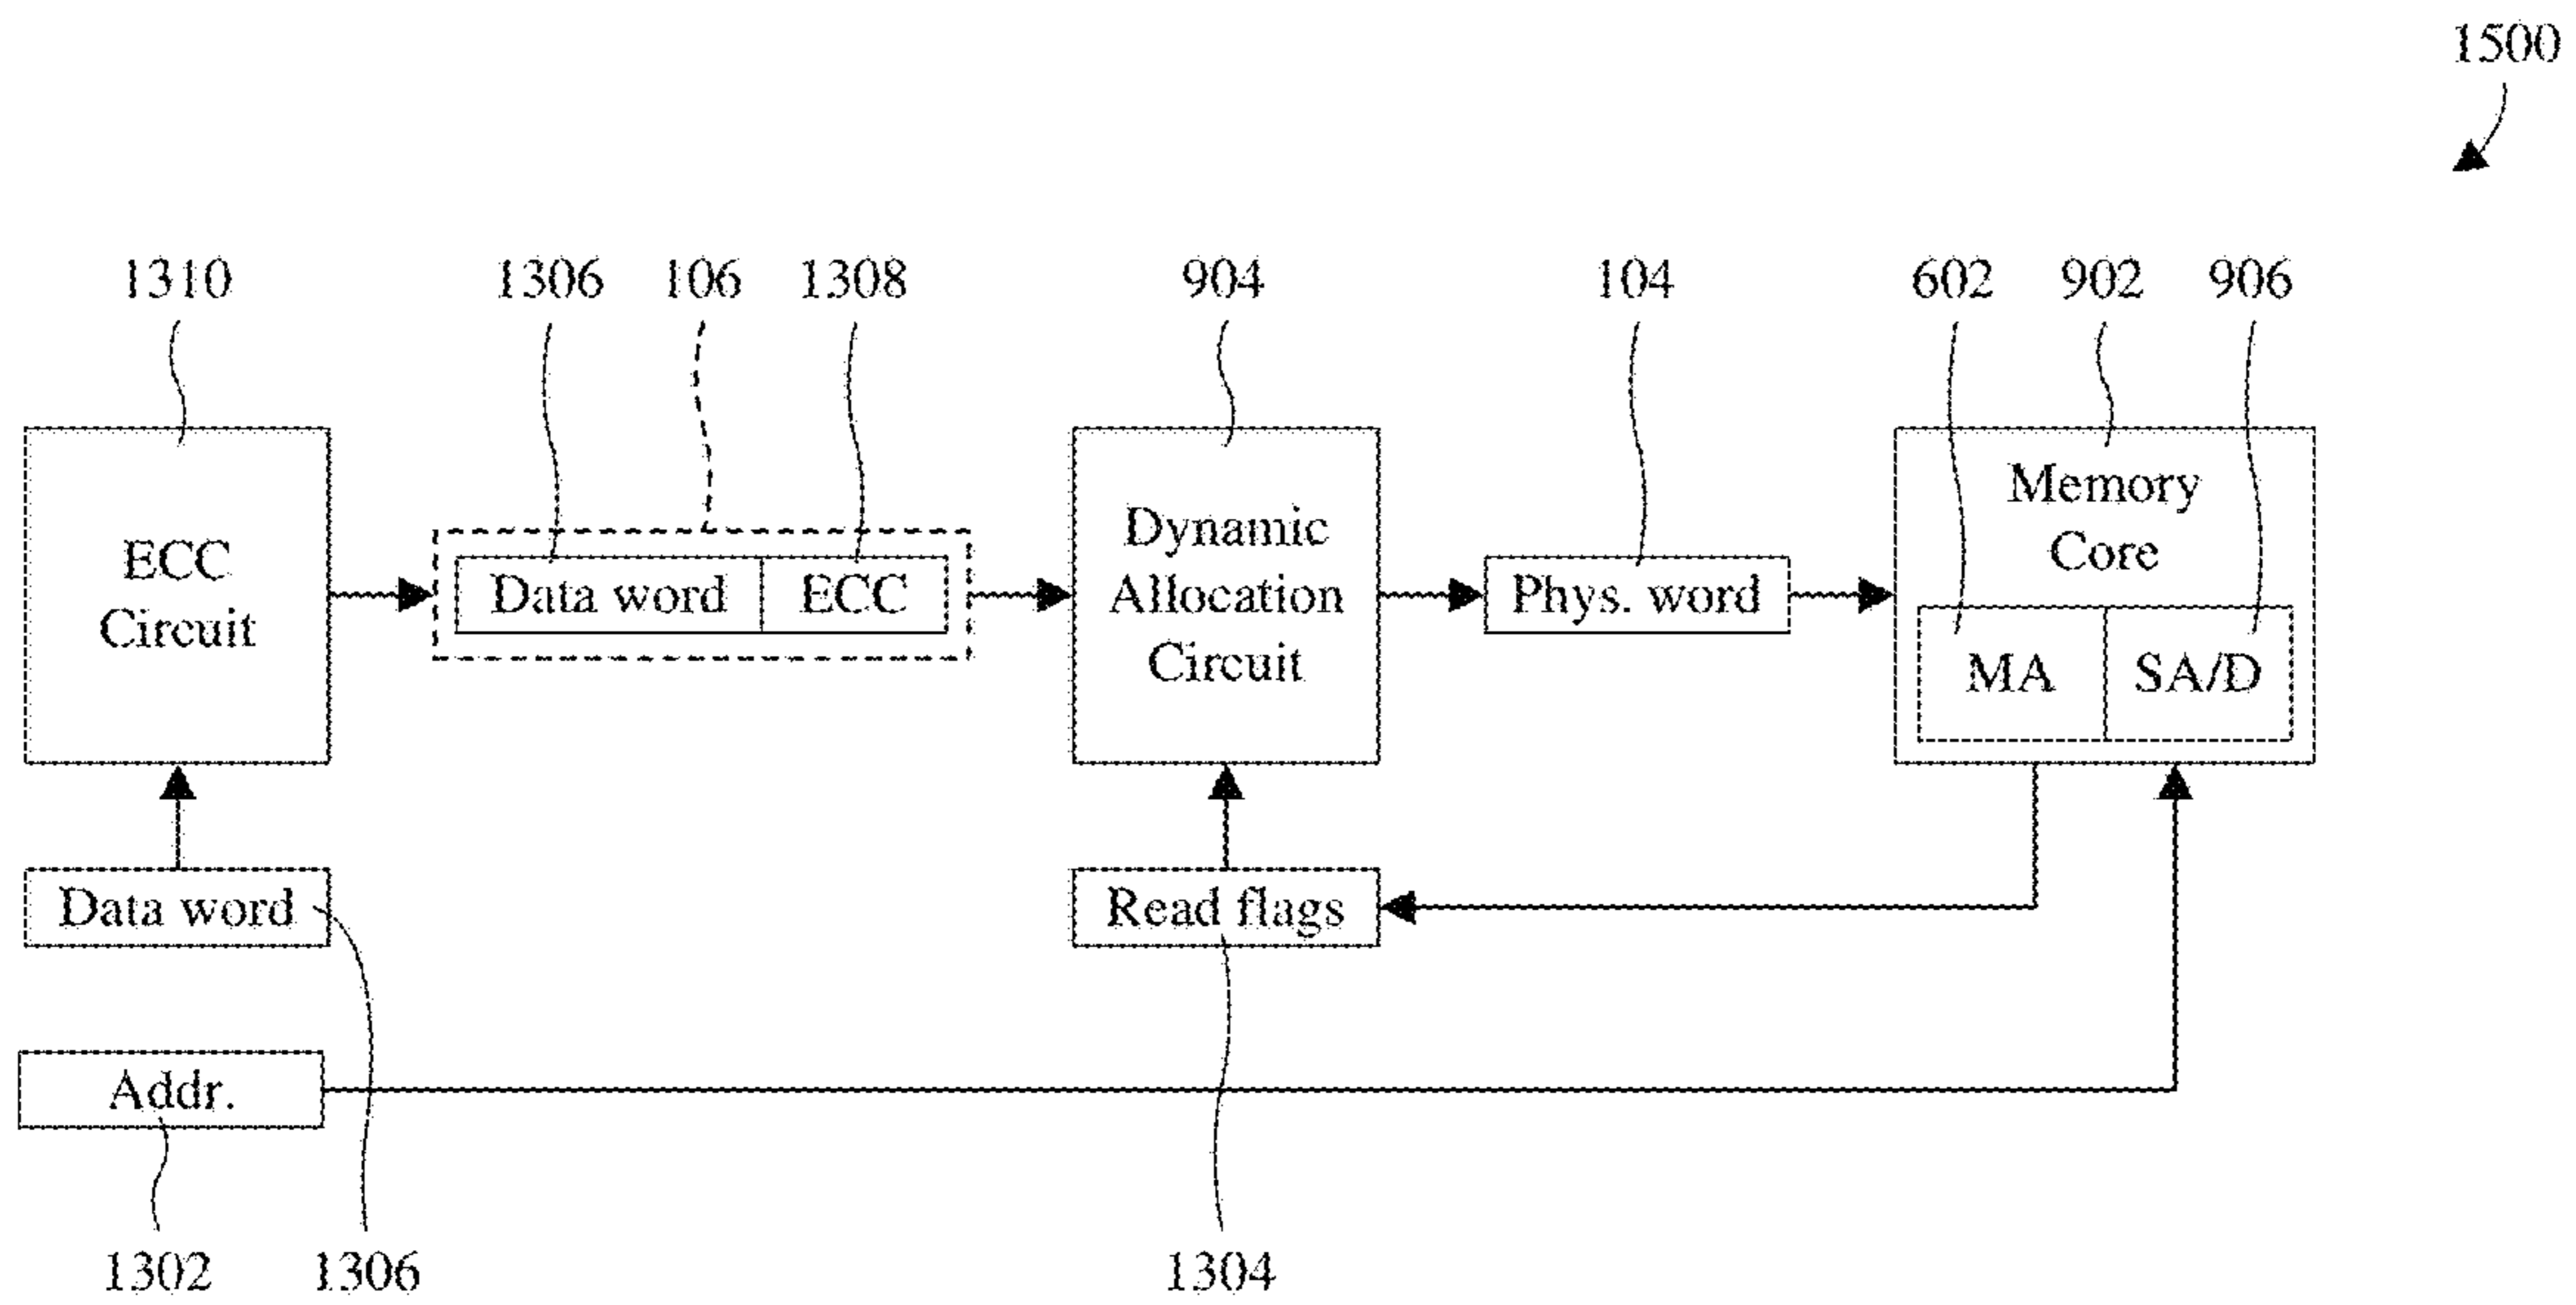 1500
1310 1306 106 1308 904 104 602 902 906
ECC
Circuit
Data word ECC
Dynamic
Allocation
Circuit
Phys. word
Memory
Core
MA SA/D
Data word
Read flags
Addr.
1302 1306 1304